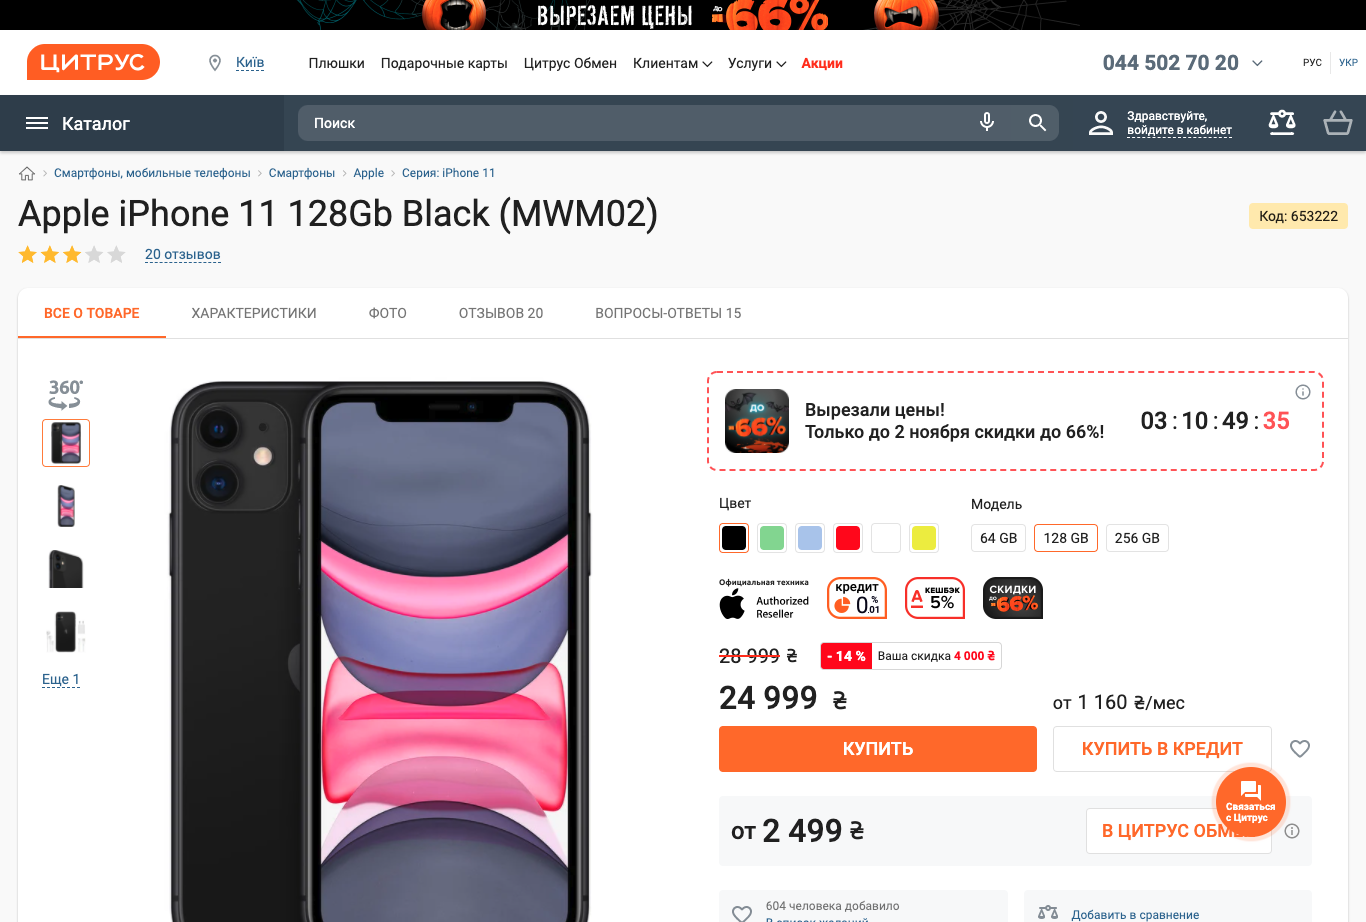 ВЫРЕЗАЕМ ЦЕНЫ до -66%
ЦИТРУС
Київ
Плюшки
Подарочные карты
Цитрус Обмен
Клиентам
Услуги
Акции
044 502 70 20
РУС
УКР
Каталог
Поиск
Здравствуйте,
войдите в кабинет
Смартфоны, мобильные телефоны
Смартфоны
Apple
Серия: iPhone 11
Apple iPhone 11 128Gb Black (MWM02)
Код: 653222
20 отзывов
ВСЕ О ТОВАРЕ
ХАРАКТЕРИСТИКИ
ФОТО
ОТЗЫВОВ 20
ВОПРОСЫ-ОТВЕТЫ 15
360°
Еще 1
ДО
-66%
Вырезали цены!
Только до 2 ноября скидки до 66%!
03 : 10 : 49 : 35
Цвет
Модель
64 GB
128 GB
256 GB
Официальная техника
Authorized
Reseller
кредит
0,01%
А КЕШБЭК
5%
СКИДКИ
до -66%
28 999 ₴
- 14 %
Ваша скидка 4 000 ₴
24 999 ₴
от 1 160 ₴/мес
КУПИТЬ
КУПИТЬ В КРЕДИТ
Связаться
с Цитрус
от 2 499 ₴
В ЦИТРУС ОБМЕ
604 человека добавило
В список желаний
Добавить в сравнение